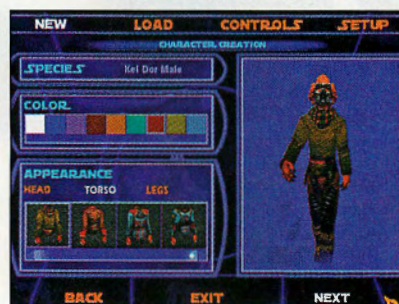 NEW LOAD CONTROLS SETUP
CHARACTER CREATION
SPECIES Kel Dor Male
COLOR
APPEARANCE
HEAD TORSO LEGS
BACK EXIT NEXT